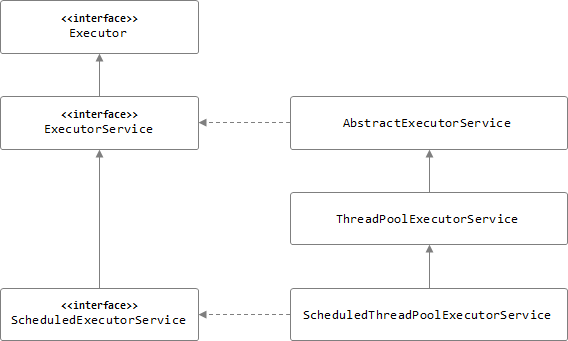 <<interface>>
Executor
<<interface>>
ExecutorService
AbstractExecutorService
ThreadPoolExecutorService
<<interface>>
ScheduledExecutorService
ScheduledThreadPoolExecutorService